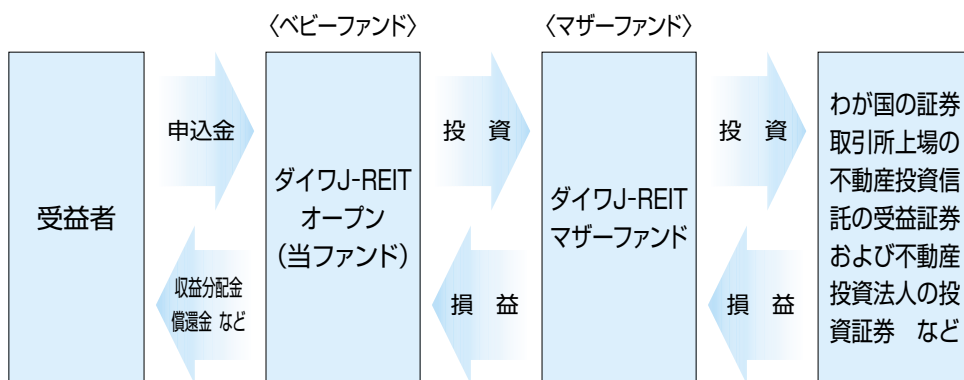 〈ベビーファンド〉
〈マザーファンド〉
受益者
申込金
収益分配金
償還金 など
ダイワJ-REIT
オープン
(当ファンド)
投 資
損 益
ダイワJ-REIT
マザーファンド
投 資
損 益
わが国の証券
取引所上場の
不動産投資信
託の受益証券
および不動産
投資法人の投
資証券 など